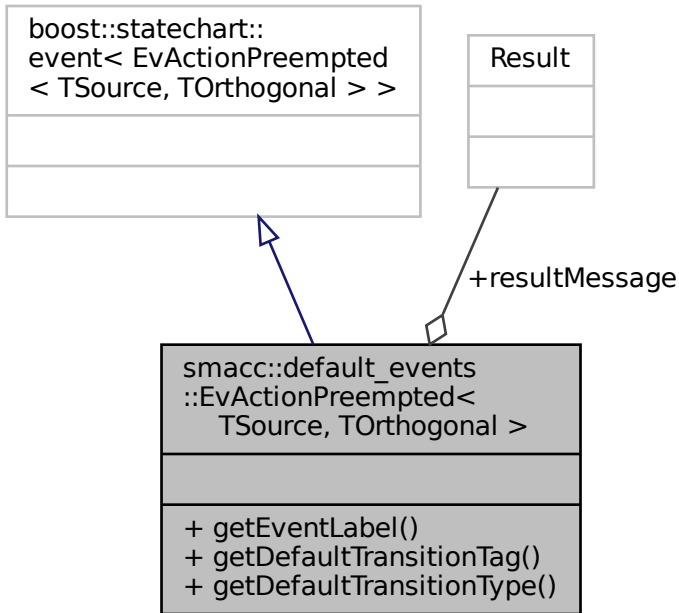 boost::statechart::
event< EvActionPreempted
< TSource, TOrthogonal > >
Result
+resultMessage
smacc::default_events
::EvActionPreempted<
TSource, TOrthogonal >
+ getEventLabel()
+ getDefaultTransitionTag()
+ getDefaultTransitionType()